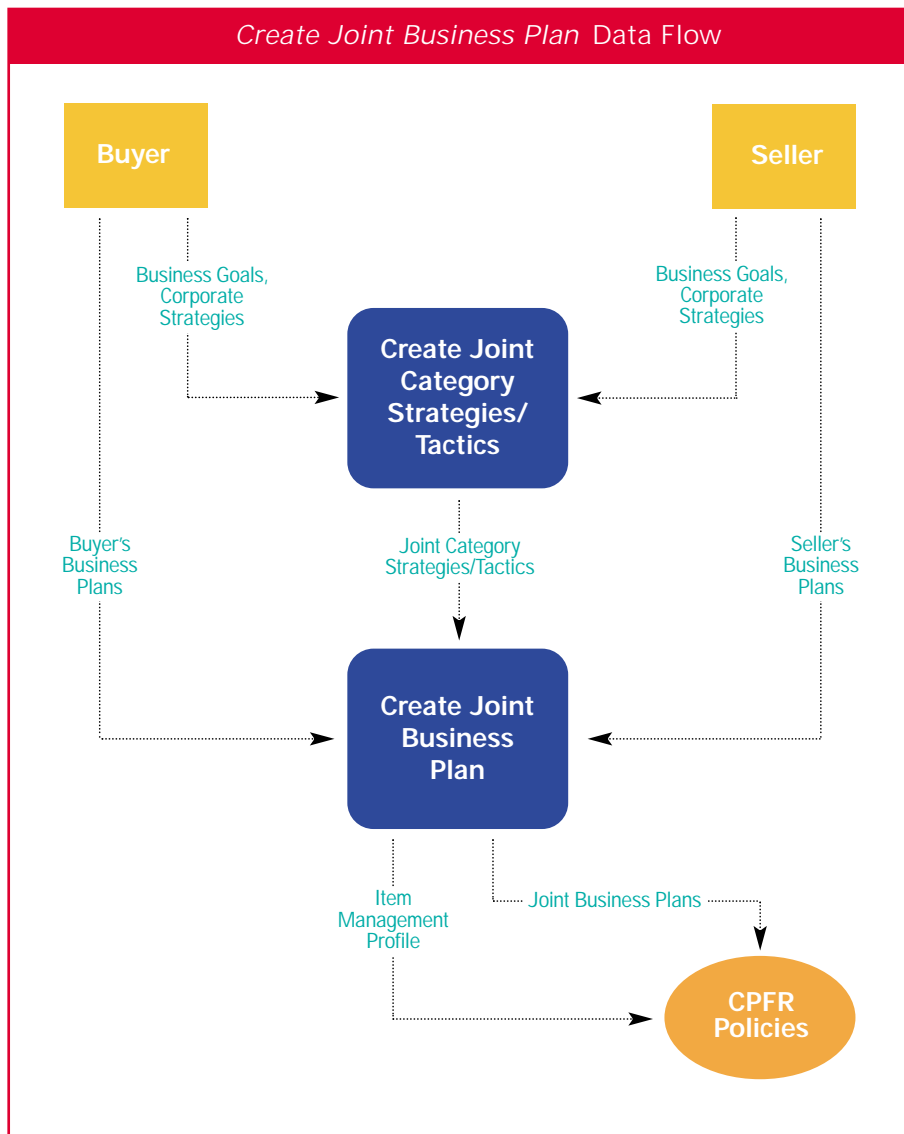 Create Joint Business Plan Data Flow
Buyer
Seller
Business Goals,
Corporate
Strategies
Business Goals,
Corporate
Strategies
Create Joint
Category
Strategies/
Tactics
Buyer's
Business
Plans
Joint Category
Strategies/Tactics
Seller's
Business
Plans
Create Joint
Business
Plan
Item
Management
Profile
Joint Business Plans
CPFR
Policies